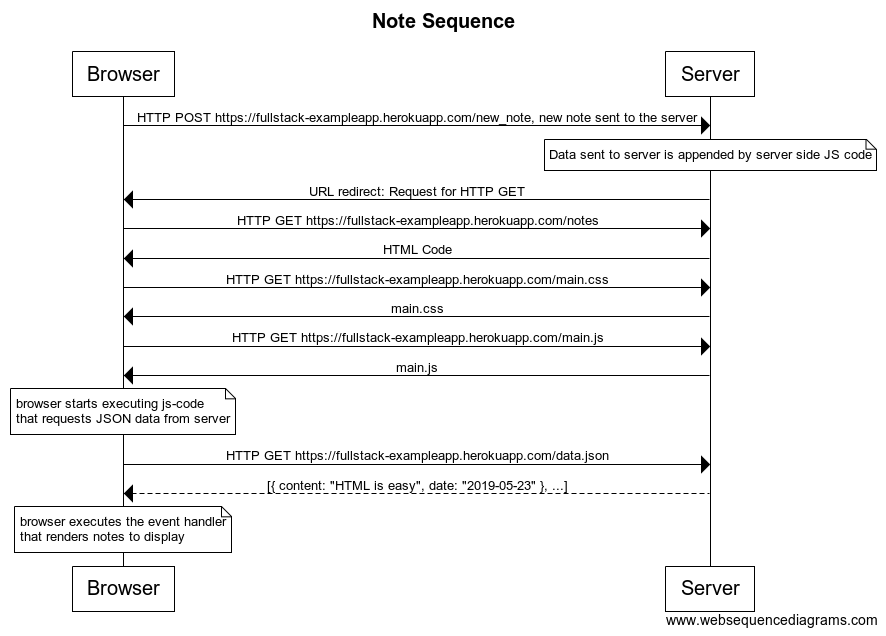 Note Sequence
Browser
Server
HTTP POST https://fullstack-exampleapp.herokuapp.com/new_note, new note sent to the server
Data sent to server is appended by server side JS code
URL redirect: Request for HTTP GET
HTTP GET https://fullstack-exampleapp.herokuapp.com/notes
HTML Code
HTTP GET https://fullstack-exampleapp.herokuapp.com/main.css
main.css
HTTP GET https://fullstack-exampleapp.herokuapp.com/main.js
main.js
browser starts executing js-code
that requests JSON data from server
HTTP GET https://fullstack-exampleapp.herokuapp.com/data.json
[{ content: "HTML is easy", date: "2019-05-23" }, ...]
browser executes the event handler
that renders notes to display
Browser
Server
www.websequencediagrams.com